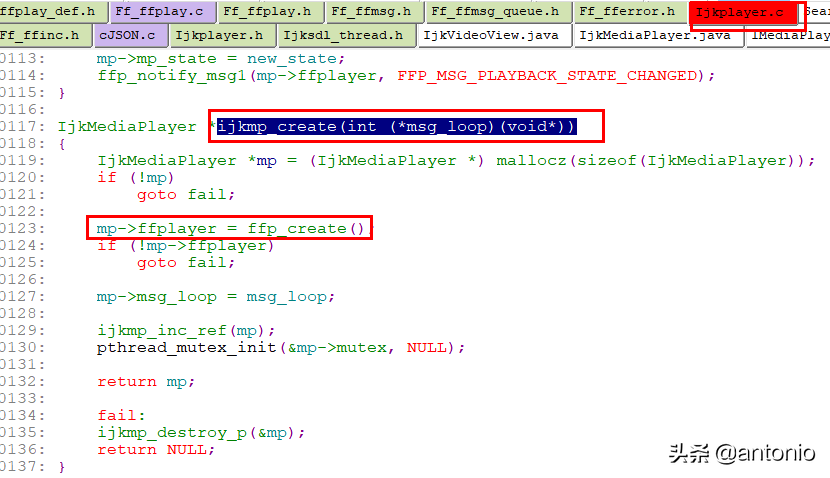 ffplay_def.h Ff_ffplay.c Ff_ffplay.h Ff_ffmsg.h Ff_ffmsg_queue.h Ff_fferror.h Ijkplayer.c
Ff_ffinc.h cJSON.c Ijkplayer.h Ijksdl_thread.h IjkVideoView.java IjkMediaPlayer.java IMediaPlay
0113: mp->mp_state = new_state;
0114: ffp_notify_msg1(mp->ffplayer, FFP_MSG_PLAYBACK_STATE_CHANGED);
0115: }
0116:
0117: IjkMediaPlayer *ijkmp_create(int (*msg_loop)(void*))
0118: {
0119: IjkMediaPlayer *mp = (IjkMediaPlayer *) mallocz(sizeof(IjkMediaPlayer));
0120: if (!mp)
0121: goto fail;
0122:
0123: mp->ffplayer = ffp_create()
0124: if (!mp->ffplayer)
0125: goto fail;
0126:
0127: mp->msg_loop = msg_loop;
0128:
0129: ijkmp_inc_ref(mp);
0130: pthread_mutex_init(&mp->mutex, NULL);
0131:
0132: return mp;
0133:
0134: fail:
0135: ijkmp_destroy_p(&mp);
0136: return NULL;
0137: }
头条 @antonio